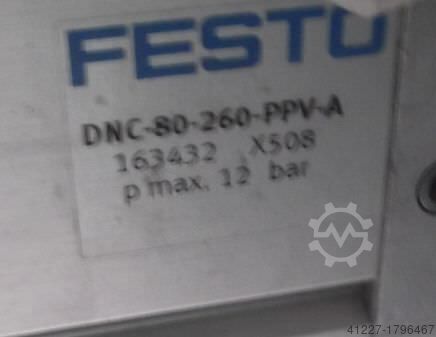 FESTO
DNC-80-260-PPV-A
163432 X508
p max. 12 bar
41227-1796467